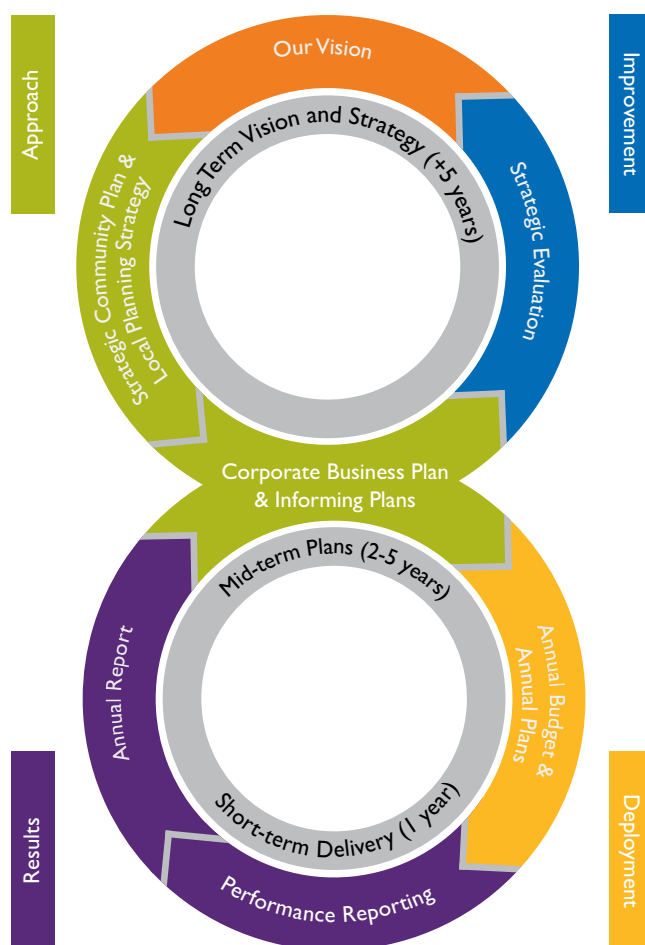 Approach
Improvement
Our Vision
Long Term Vision and Strategy (+5 years)
Strategic Community Plan &
Local Planning Strategy
Strategic Evaluation
Corporate Business Plan
& Informing Plans
Mid-term Plans (2-5 years)
Annual Report
Annual Budget &
Annual Plans
Short-term Delivery (1 year)
Performance Reporting
Results
Deployment